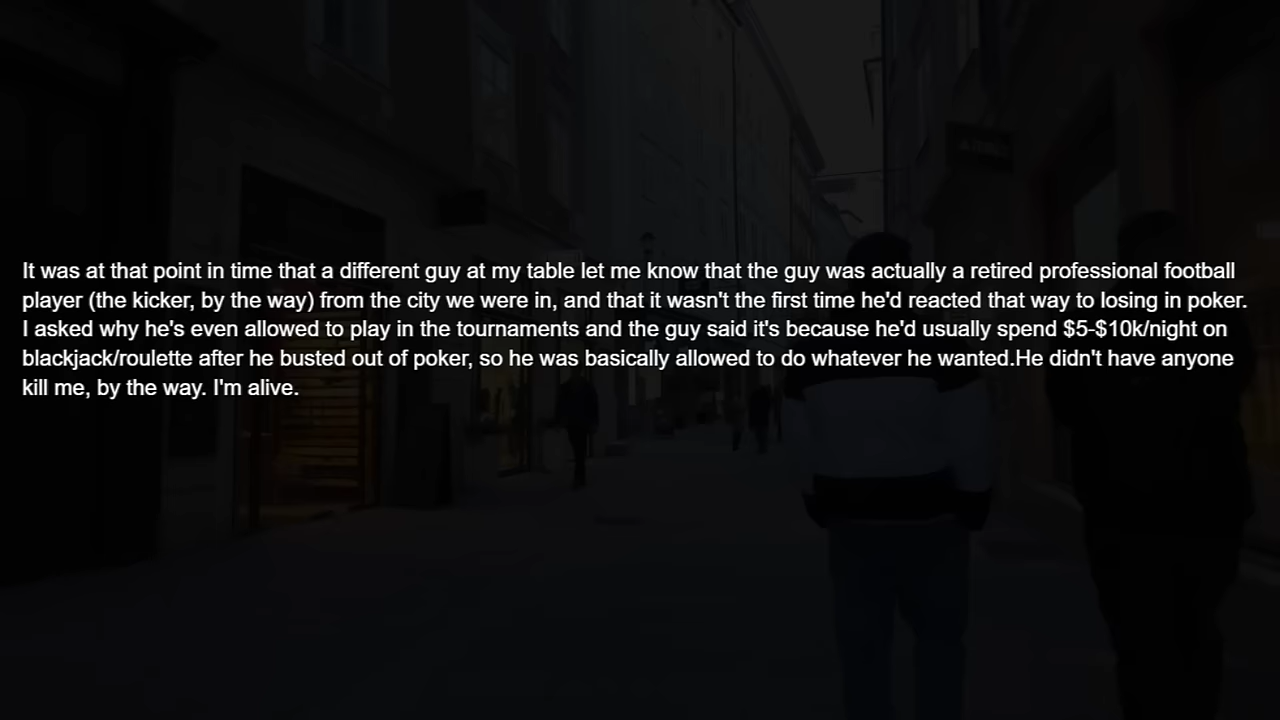 It was at that point in time that a different guy at my table let me know that the guy was actually a retired professional football
player (the kicker, by the way) from the city we were in, and that it wasn't the first time he'd reacted that way to losing in poker.
I asked why he's even allowed to play in the tournaments and the guy said it's because he'd usually spend $5-$10k/night on
blackjack/roulette after he busted out of poker, so he was basically allowed to do whatever he wanted.He didn't have anyone
kill me, by the way. I'm alive.